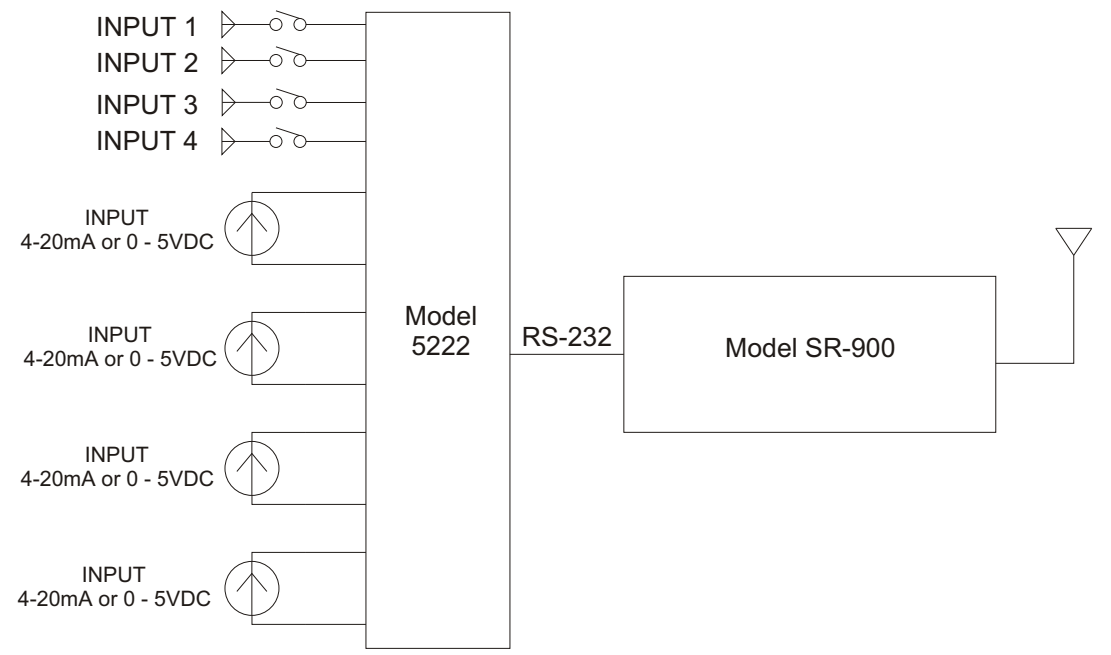 INPUT 1
INPUT 2
INPUT 3
INPUT 4
INPUT
4-20mA or 0 - 5VDC
INPUT
4-20mA or 0 - 5VDC
INPUT
4-20mA or 0 - 5VDC
INPUT
4-20mA or 0 - 5VDC
Model
5222
RS-232
Model SR-900